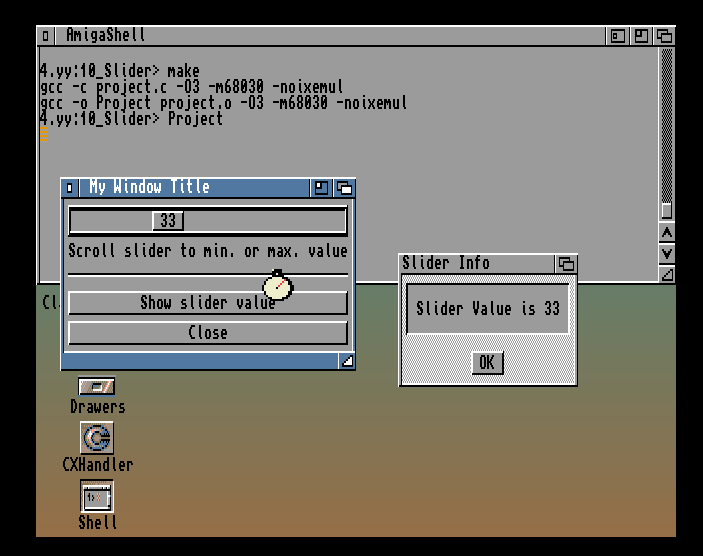 AmigaShell
4.yy:10_Slider> make
gcc -c project.c -O3 -m68030 -noixemul
gcc -o Project project.o -O3 -m68030 -noixemul
4.yy:10_Slider> Project
My Window Title
33
Scroll slider to min. or max. value
Show slider value
Close
Slider Info
Slider Value is 33
OK
Drawers
CXHandler
Shell